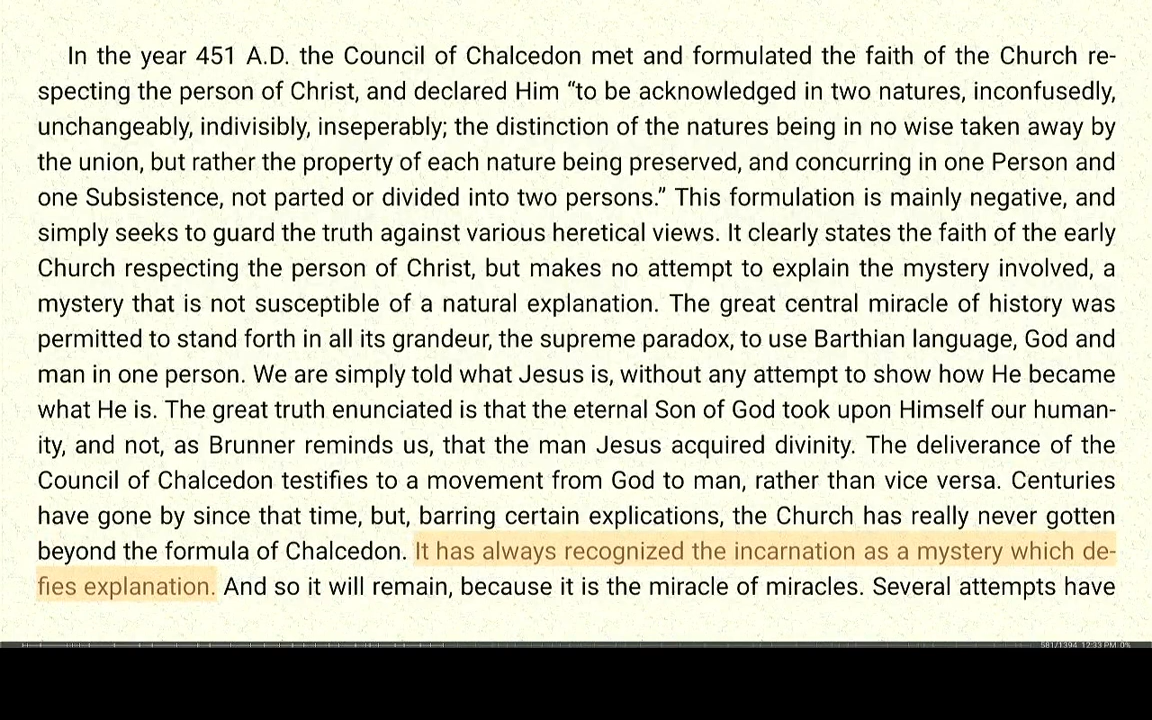 In the year 451 A.D. the Council of Chalcedon met and formulated the faith of the Church re-
specting the person of Christ, and declared Him “to be acknowledged in two natures, inconfusedly,
unchangeably, indivisibly, inseperably; the distinction of the natures being in no wise taken away by
the union, but rather the property of each nature being preserved, and concurring in one Person and
one Subsistence, not parted or divided into two persons.” This formulation is mainly negative, and
simply seeks to guard the truth against various heretical views. It clearly states the faith of the early
Church respecting the person of Christ, but makes no attempt to explain the mystery involved, a
mystery that is not susceptible of a natural explanation. The great central miracle of history was
permitted to stand forth in all its grandeur, the supreme paradox, to use Barthian language, God and
man in one person. We are simply told what Jesus is, without any attempt to show how He became
what He is. The great truth enunciated is that the eternal Son of God took upon Himself our human-
ity, and not, as Brunner reminds us, that the man Jesus acquired divinity. The deliverance of the
Council of Chalcedon testifies to a movement from God to man, rather than vice versa. Centuries
have gone by since that time, but, barring certain explications, the Church has really never gotten
beyond the formula of Chalcedon. It has always recognized the incarnation as a mystery which de-
fies explanation. And so it will remain, because it is the miracle of miracles. Several attempts have
581/1394 12:33 PM 0%